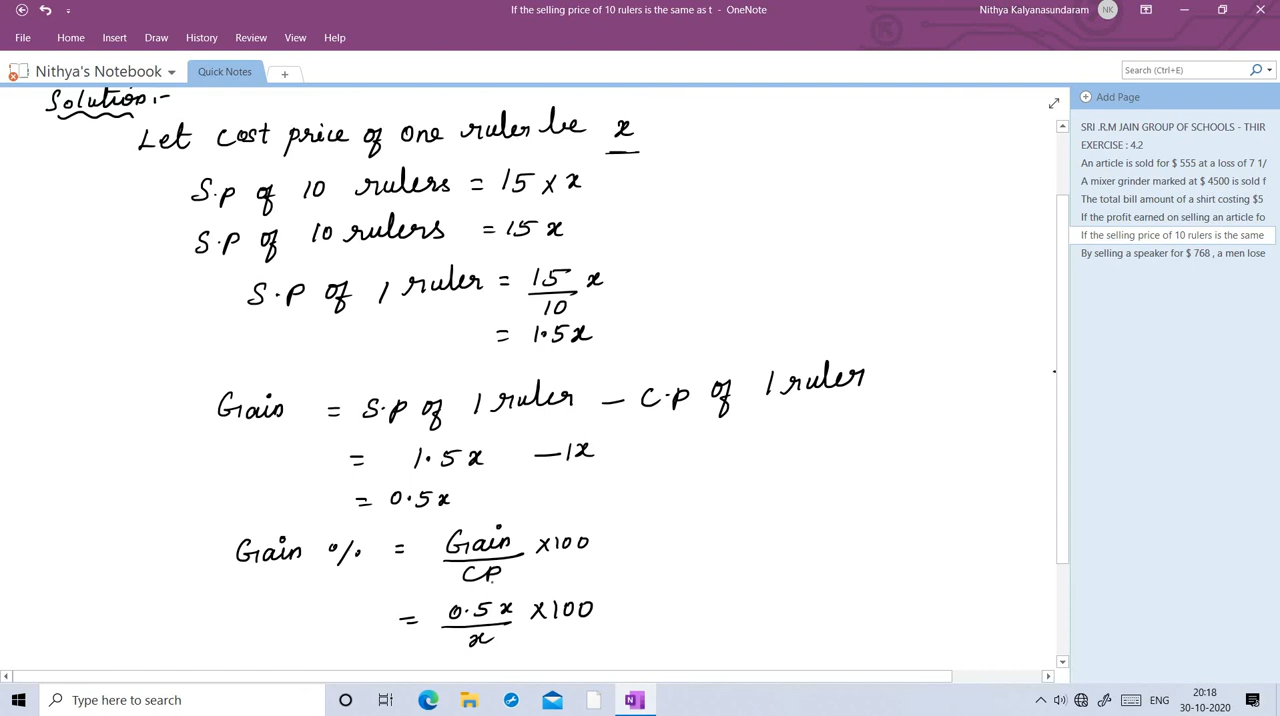 If the selling price of 10 rulers is the same as t - OneNote
Nithya Kalyanasundaram NK
File Home Insert Draw History Review View Help
Nithya's Notebook Quick Notes + Search (Ctrl+E)
Add Page
SRI .R.M JAIN GROUP OF SCHOOLS - THIR
EXERCISE : 4.2
An article is sold for $ 555 at a loss of 7 1/
A mixer grinder marked at $ 4500 is sold f
The total bill amount of a shirt costing $5
If the profit earned on selling an article fo
If the selling price of 10 rulers is the same
By selling a speaker for $ 768 , a men lose
Solution:-
Let cost price of one ruler be x
S.P of 10 rulers = 15 × x
S.P of 10 rulers = 15 x
S.P of 1 ruler = 15/10 x
= 1.5x
Gain = S.P of 1 ruler - C.P of 1 ruler
= 1.5x - 1x
= 0.5x
Gain % = Gain/CP ×100
= 0.5x/x ×100
Type here to search
ENG
20:18
30-10-2020